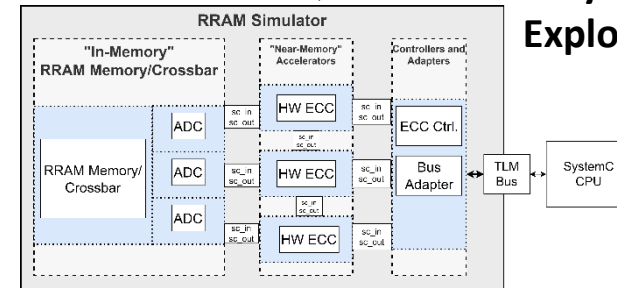 RRAM Simulator
Explo
"In-Memory"
RRAM Memory/Crossbar
"Near-Memory"
Accelerators
Controllers and
Adapters
RRAM Memory/
Crossbar
ADC
ADC
ADC
sc_in
sc_out
sc_in
sc_out
sc_in
sc_out
HW ECC
sc_in
sc_out
HW ECC
sc_in
sc_out
HW ECC
sc_in
sc_out
sc_in
sc_out
sc_in
sc_out
ECC Ctrl.
Bus
Adapter
TLM
Bus
SystemC
CPU